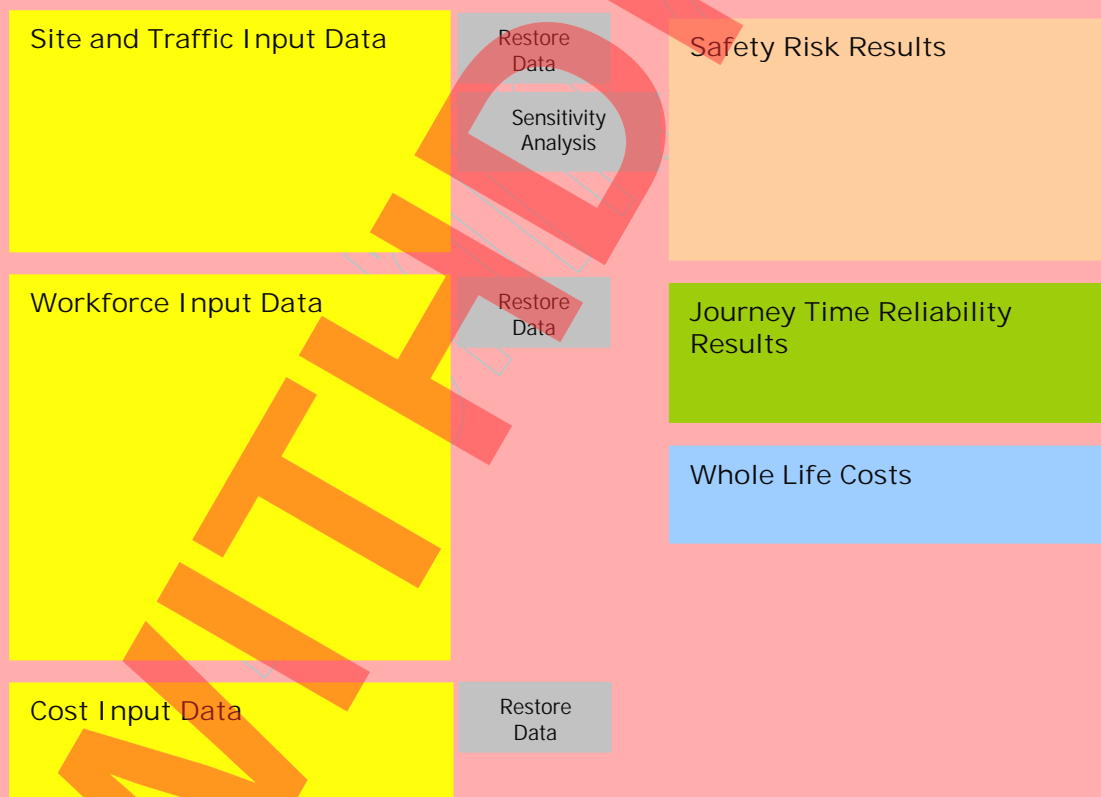 Site and Traffic Input Data
Restore
Data
Sensitivity
Analysis
Safety Risk Results
Workforce Input Data
Restore
Data
Journey Time Reliability
Results
Whole Life Costs
Cost Input Data
Restore
Data